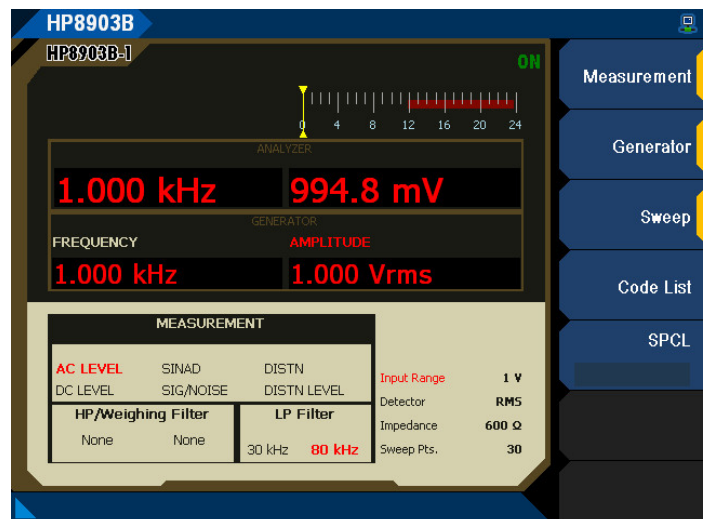 HP8903B
HP8903B-1
ON
0 4 8 12 16 20 24
ANALYZER
1.000 kHz 994.8 mV
GENERATOR
FREQUENCY AMPLITUDE
1.000 kHz 1.000 Vrms
MEASUREMENT
AC LEVEL SINAD DISTN
DC LEVEL SIG/NOISE DISTN LEVEL
HP/Weighing Filter LP Filter
None None 30 kHz 80 kHz
Input Range 1 V
Detector RMS
Impedance 600 Ω
Sweep Pts. 30
Measurement
Generator
Sweep
Code List
SPCL